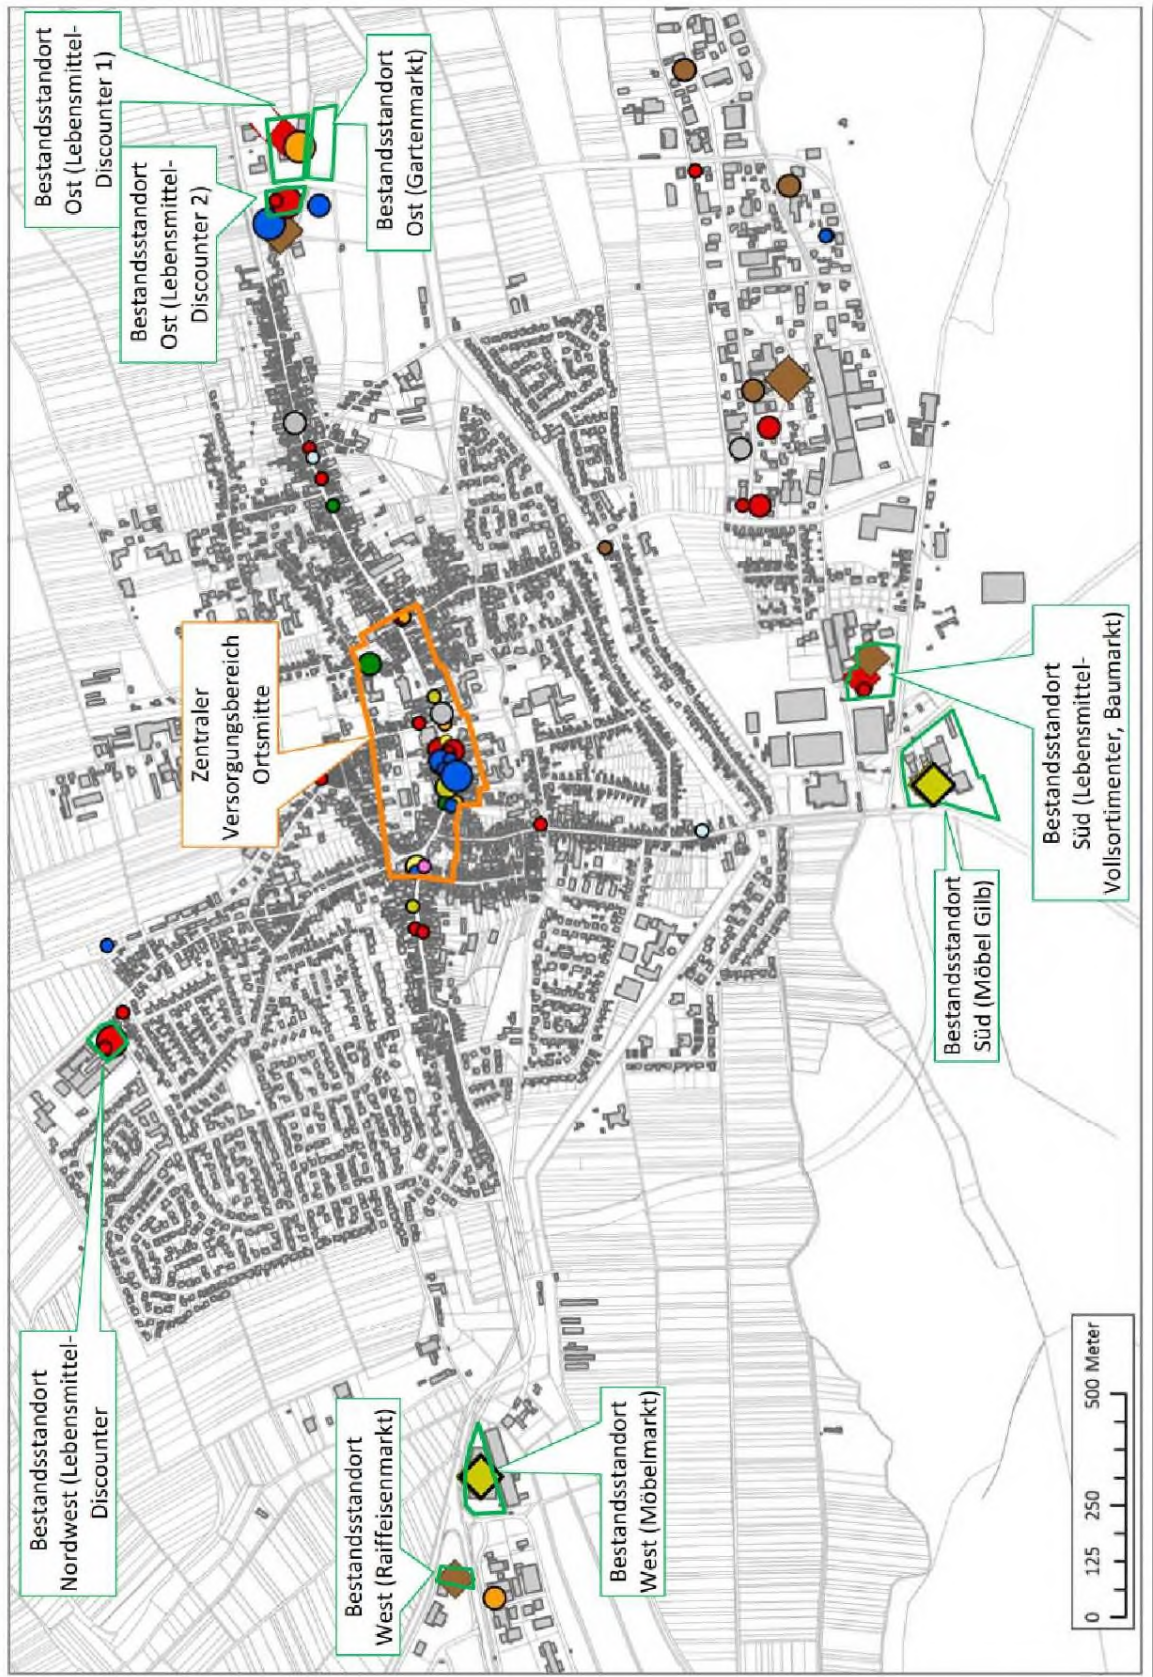 Bestandsstandort
Nordwest (Lebensmittel-
Discounter
Zentraler
Versorgungsbereich
Ortsmitte
Bestandsstandort
Ost (Lebensmittel-
Discounter 1)
Bestandsstandort
Ost (Lebensmittel-
Discounter 2)
Bestandsstandort
Ost (Gartenmarkt)
Bestandsstandort
West (Raiffeisenmarkt)
Bestandsstandort
West (Möbelmarkt)
Bestandsstandort
Süd (Möbel Gilb)
Bestandsstandort
Süd (Lebensmittel-
Vollsortimenter, Baumarkt)
0 125 250 500 Meter